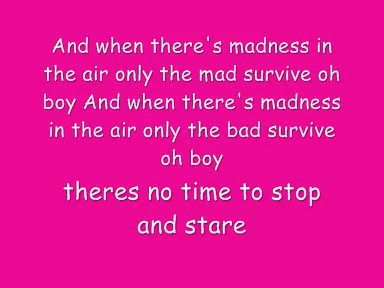 And when there's madness in
the air only the mad survive oh
boy And when there's madness
in the air only the bad survive
oh boy
theres no time to stop
and stare